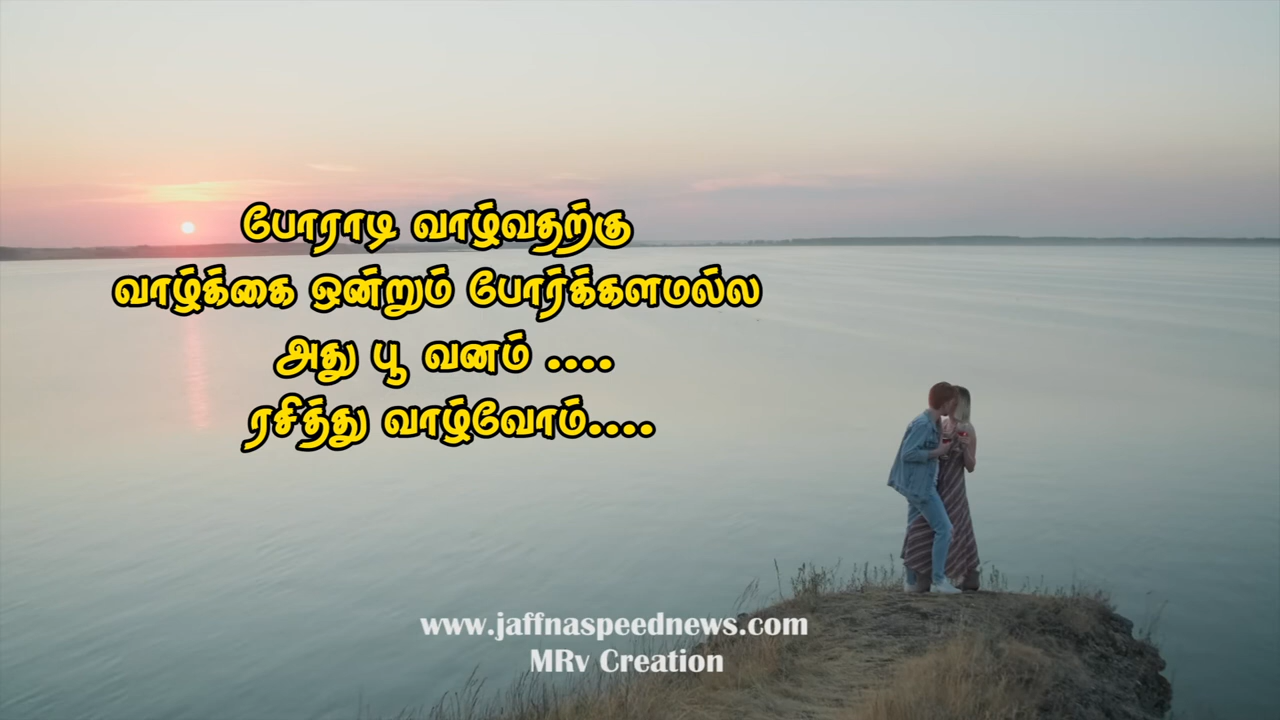 போராடி வாழ்வதற்கு
வாழ்க்கை ஒன்றும் போர்க்களமல்ல
அது பூ வனம் ....
ரசித்து வாழ்வோம்....
www.jaffnaspeednews.com
MRv Creation